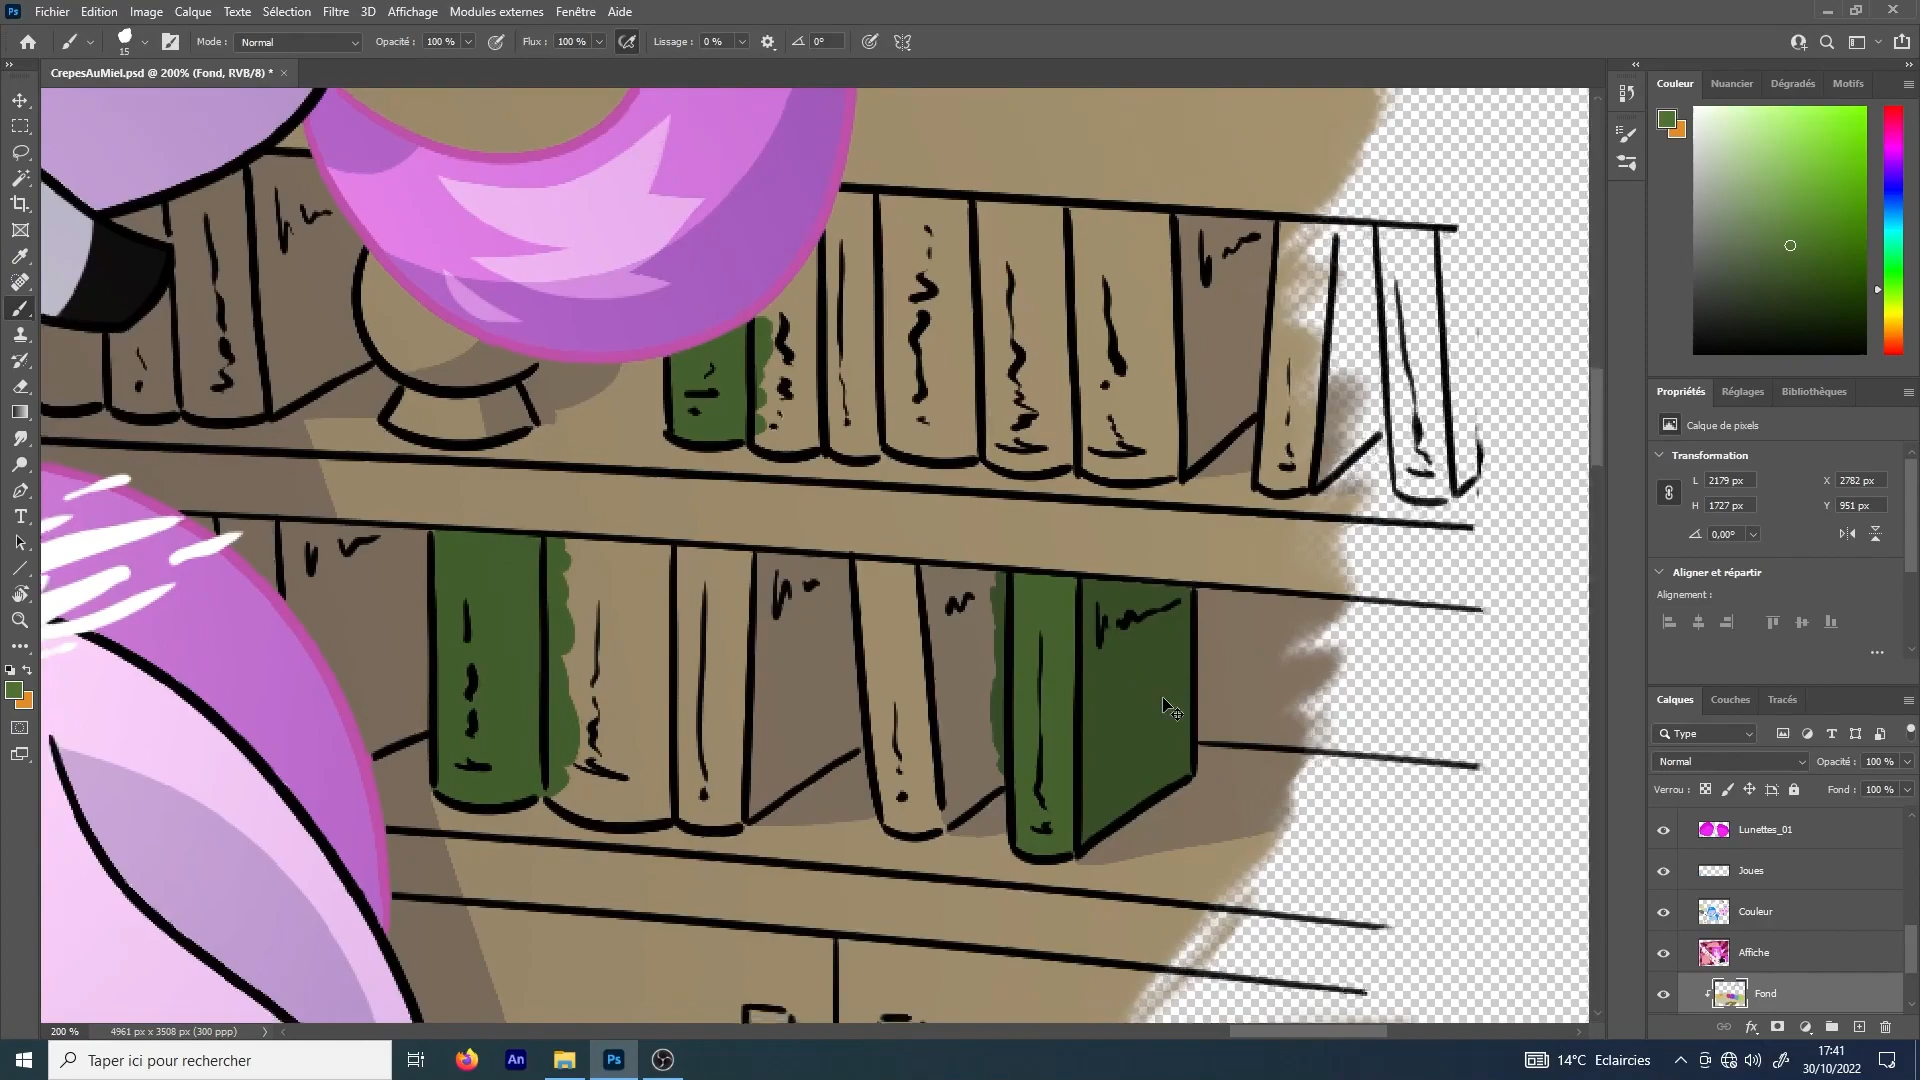 Ps Fichier Edition Image Calque Texte Sélection Filtre 3D Affichage Modules externes Fenêtre Aide
15 Mode : Normal Opacité : 100 % Flux : 100 % Lissage : 0 % 0°
CrepesAuMiel.psd @ 200% (Fond, RVB/8) *
Couleur Nuancier Dégradés Motifs
Propriétés Réglages Bibliothèques
Calque de pixels
Transformation
L 2179 px X 2782 px
H 1727 px Y 951 px
0,00°
Aligner et répartir
Alignement :
Calques Couches Tracés
Type
Normal Opacité : 100 %
Verrou : Fond : 100 %
Lunettes_01
Joues
Couleur
Affiche
Fond
200 % 4961 px x 3508 px (300 ppp)
Taper ici pour rechercher
An
Ps
14°C Eclaircies
17:41
30/10/2022